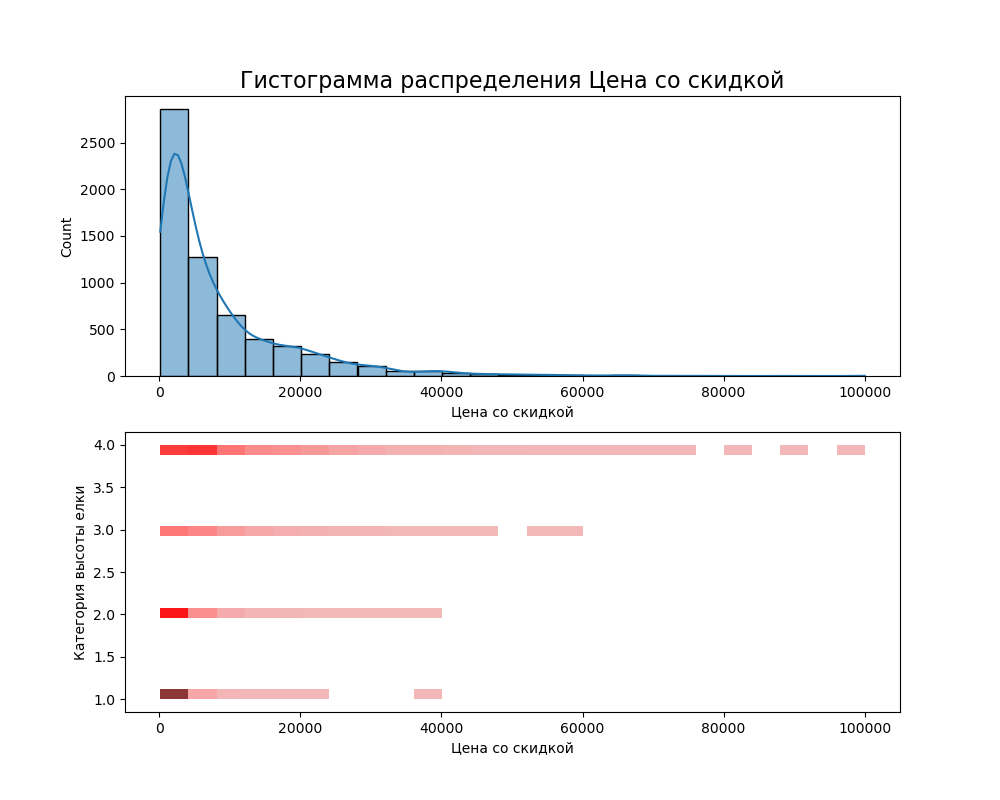 Гистограмма распределения Цена со скидкой
2500
2000
1500
1000
500
0
Count
0 20000 40000 60000 80000 100000
Цена со скидкой
4.0
3.5
3.0
2.5
2.0
1.5
1.0
Категория высоты елки
0 20000 40000 60000 80000 100000
Цена со скидкой